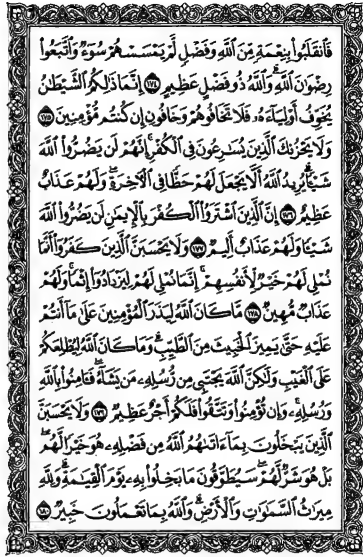 فَٱنقَلَبُوا۟ بِنِعْمَةٍ مِّنَ ٱللَّهِ وَفَضْلٍ لَّمْ يَمْسَسْهُمْ سُوٓءٌ وَٱتَّبَعُوا۟
رِضْوَٰنَ ٱللَّهِ ۗ وَٱللَّهُ ذُو فَضْلٍ عَظِيمٍ ﴿١٧٤﴾ إِنَّمَا ذَٰلِكُمُ ٱلشَّيْطَٰنُ
يُخَوِّفُ أَوْلِيَآءَهُۥ فَلَا تَخَافُوهُمْ وَخَافُونِ إِن كُنتُم مُّؤْمِنِينَ ﴿١٧٥﴾
وَلَا يَحْزُنكَ ٱلَّذِينَ يُسَٰرِعُونَ فِى ٱلْكُفْرِ ۚ إِنَّهُمْ لَن يَضُرُّوا۟ ٱللَّهَ
شَيْـًٔا ۗ يُرِيدُ ٱللَّهُ أَلَّا يَجْعَلَ لَهُمْ حَظًّا فِى ٱلْءَاخِرَةِ ۖ وَلَهُمْ عَذَابٌ
عَظِيمٌ ﴿١٧٦﴾ إِنَّ ٱلَّذِينَ ٱشْتَرَوُا۟ ٱلْكُفْرَ بِٱلْإِيمَٰنِ لَن يَضُرُّوا۟ ٱللَّهَ
شَيْـًٔا وَلَهُمْ عَذَابٌ أَلِيمٌ ﴿١٧٧﴾ وَلَا يَحْسَبَنَّ ٱلَّذِينَ كَفَرُوٓا۟ أَنَّمَا
نُمْلِى لَهُمْ خَيْرٌ لِّأَنفُسِهِمْ ۚ إِنَّمَا نُمْلِى لَهُمْ لِيَزْدَادُوٓا۟ إِثْمًا ۚ وَلَهُمْ
عَذَابٌ مُّهِينٌ ﴿١٧٨﴾ مَّا كَانَ ٱللَّهُ لِيَذَرَ ٱلْمُؤْمِنِينَ عَلَىٰ مَآ أَنتُمْ
عَلَيْهِ حَتَّىٰ يَمِيزَ ٱلْخَبِيثَ مِنَ ٱلطَّيِّبِ ۗ وَمَا كَانَ ٱللَّهُ لِيُطْلِعَكُمْ
عَلَى ٱلْغَيْبِ وَلَٰكِنَّ ٱللَّهَ يَجْتَبِى مِن رُّسُلِهِۦ مَن يَشَآءُ ۖ فَـَٔامِنُوا۟ بِٱللَّهِ
وَرُسُلِهِۦ ۚ وَإِن تُؤْمِنُوا۟ وَتَتَّقُوا۟ فَلَكُمْ أَجْرٌ عَظِيمٌ ﴿١٧٩﴾ وَلَا يَحْسَبَنَّ
ٱلَّذِينَ يَبْخَلُونَ بِمَآ ءَاتَىٰهُمُ ٱللَّهُ مِن فَضْلِهِۦ هُوَ خَيْرًا لَّهُم ۖ
بَلْ هُوَ شَرٌّ لَّهُمْ ۖ سَيُطَوَّقُونَ مَا بَخِلُوا۟ بِهِۦ يَوْمَ ٱلْقِيَٰمَةِ ۗ وَلِلَّهِ
مِيرَٰثُ ٱلسَّمَٰوَٰتِ وَٱلْأَرْضِ ۗ وَٱللَّهُ بِمَا تَعْمَلُونَ خَبِيرٌ ﴿١٨٠﴾